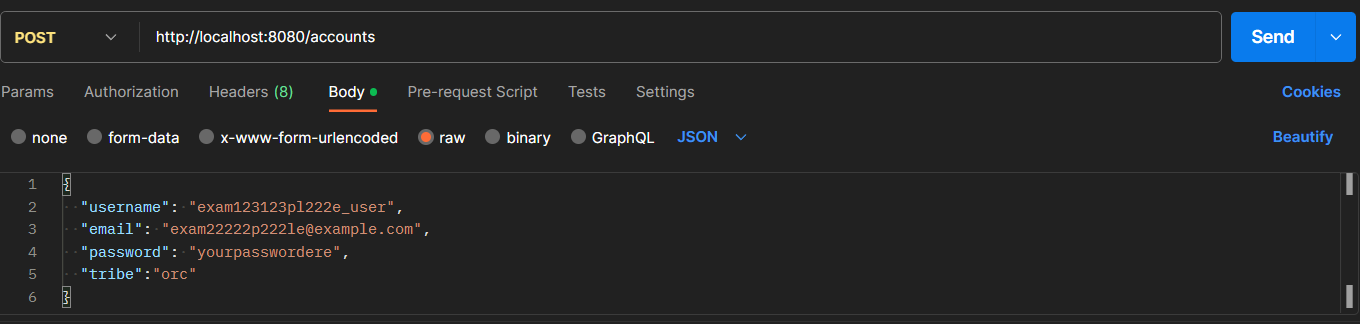 POST http://localhost:8080/accounts Send
Params Authorization Headers (8) Body Pre-request Script Tests Settings Cookies
none form-data x-www-form-urlencoded raw binary GraphQL JSON Beautify
1 {
2 "username": "exam123123pl222e_user",
3 "email": "exam22222p222le@example.com",
4 "password": "yourpasswordere",
5 "tribe":"orc"
6 }